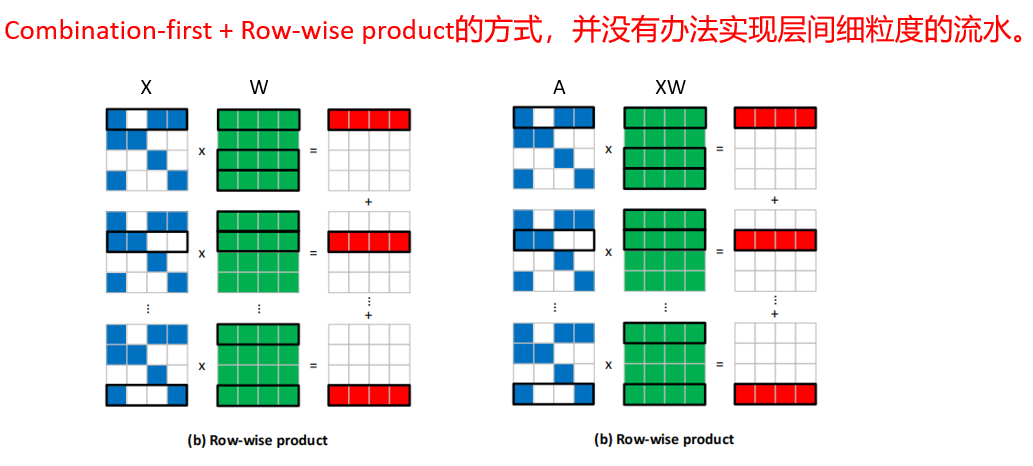 Combination-first + Row-wise product的方式，并没有办法实现层间细粒度的流水。
X W A XW
x = x =
+ +
x = x =
⋮ ⋮ ⋮ ⋮ ⋮ ⋮
+ +
x = x =
(b) Row-wise product (b) Row-wise product